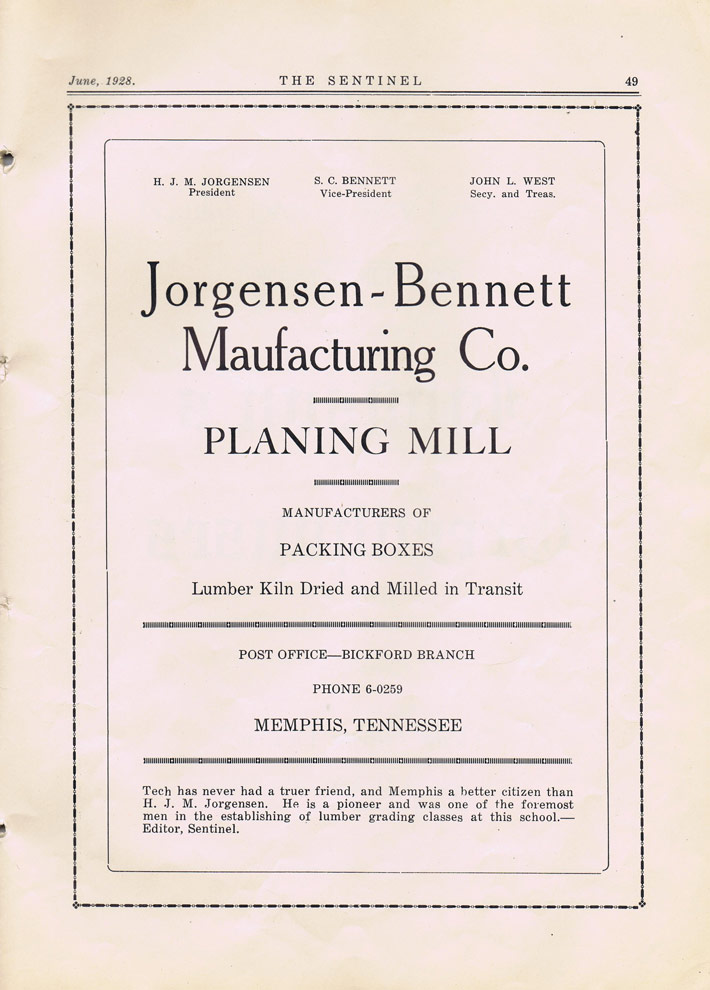 June, 1928. THE SENTINEL 49
H. J. M. JORGENSEN S. C. BENNETT JOHN L. WEST
President Vice-President Secy. and Treas.
Jorgensen-Bennett
Maufacturing Co.
PLANING MILL
MANUFACTURERS OF
PACKING BOXES
Lumber Kiln Dried and Milled in Transit
POST OFFICE—BICKFORD BRANCH
PHONE 6-0259
MEMPHIS, TENNESSEE
Tech has never had a truer friend, and Memphis a better citizen than
H. J. M. Jorgensen. He is a pioneer and was one of the foremost
men in the establishing of lumber grading classes at this school.—
Editor, Sentinel.